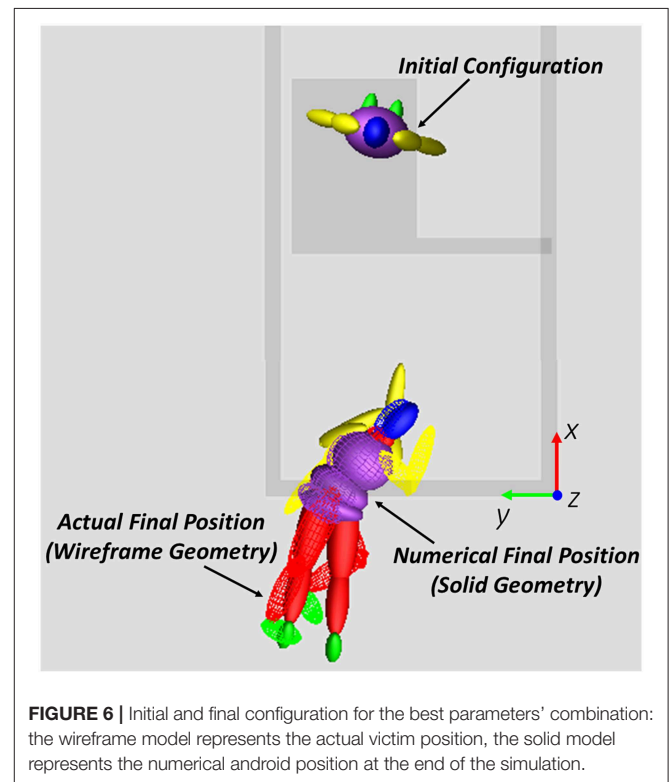 Initial Configuration
x
y
z
Actual Final Position
(Wireframe Geometry)
Numerical Final Position
(Solid Geometry)
FIGURE 6 | Initial and final configuration for the best parameters' combination:
the wireframe model represents the actual victim position, the solid model
represents the numerical android position at the end of the simulation.